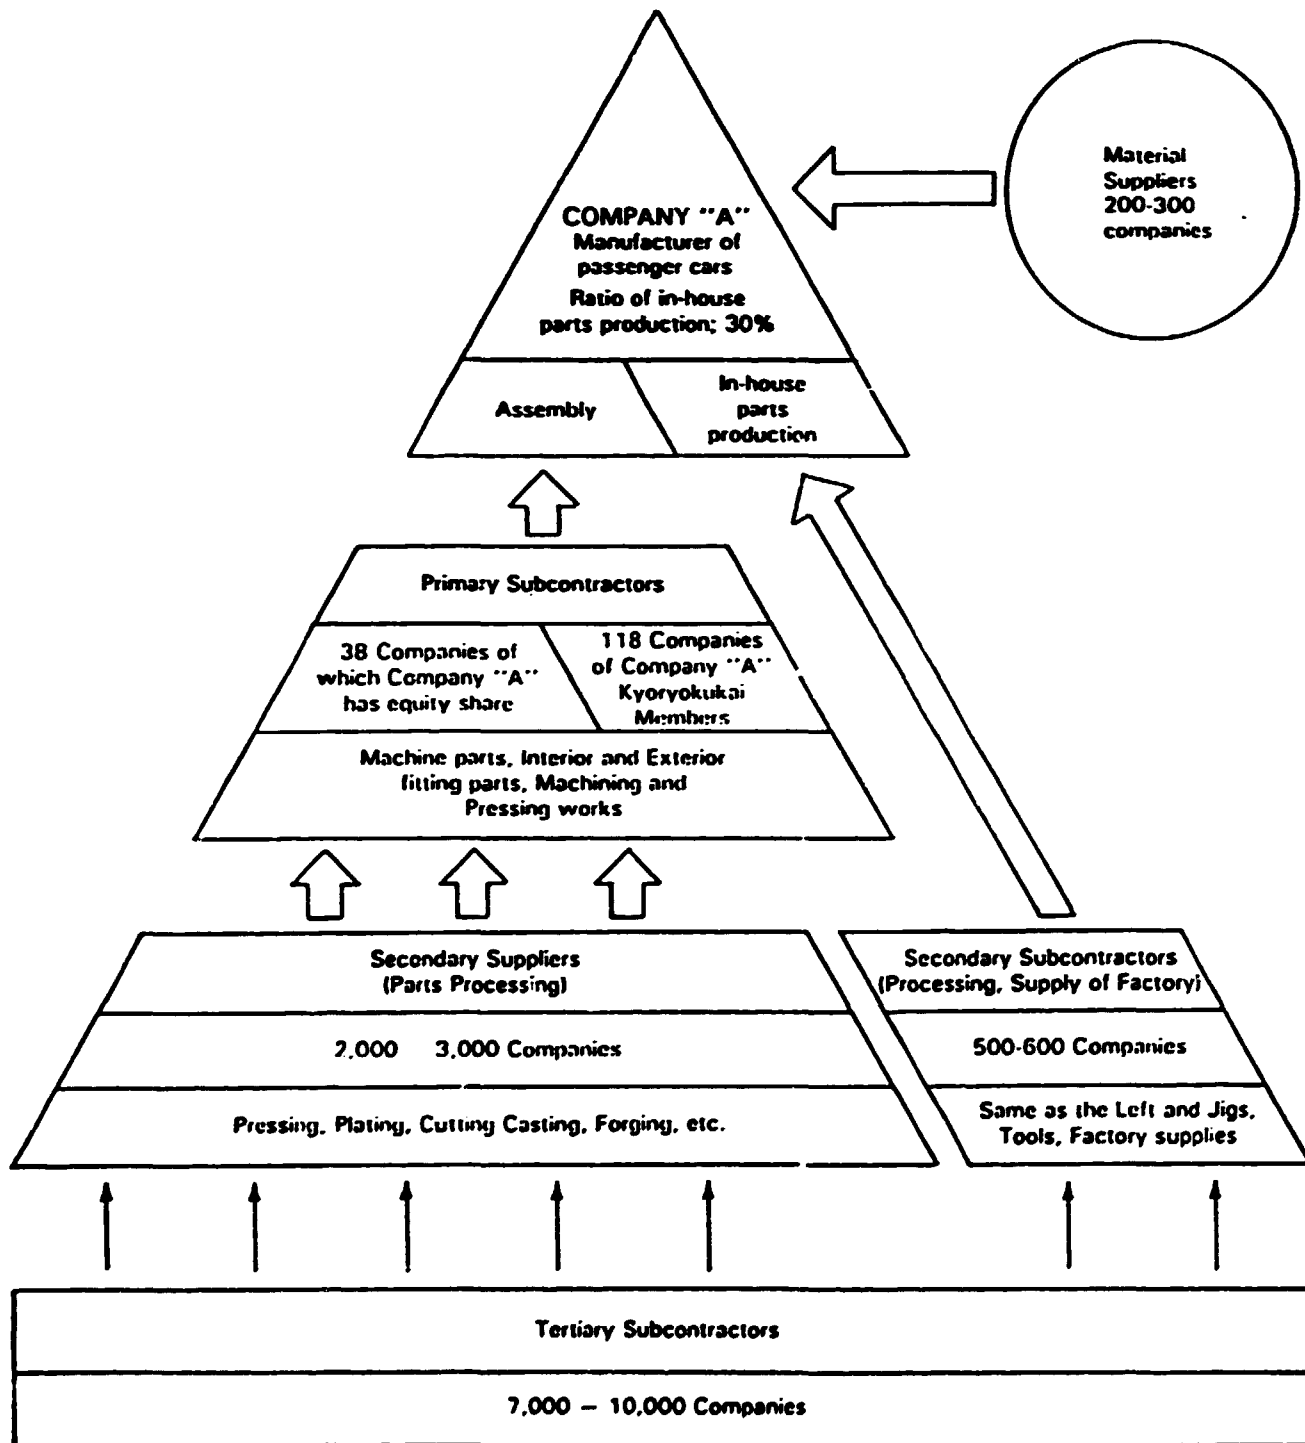 COMPANY "A"
Manufacturer of
passenger cars
Ratio of in-house
parts production; 30%
Material
Suppliers
200-300
companies
Assembly
In-house
parts
production
Primary Subcontractors
38 Companies of
which Company "A"
has equity share
118 Companies
of Company "A"
Kyoryokukai
Members
Machine parts, Interior and Exterior
fitting parts, Machining and
Pressing works
Secondary Suppliers
(Parts Processing)
2,000 3,000 Companies
Pressing, Plating, Cutting Casting, Forging, etc.
Secondary Subcontractors
(Processing, Supply of Factory)
500-600 Companies
Same as the Left and Jigs,
Tools, Factory supplies
Tertiary Subcontractors
7,000 – 10,000 Companies